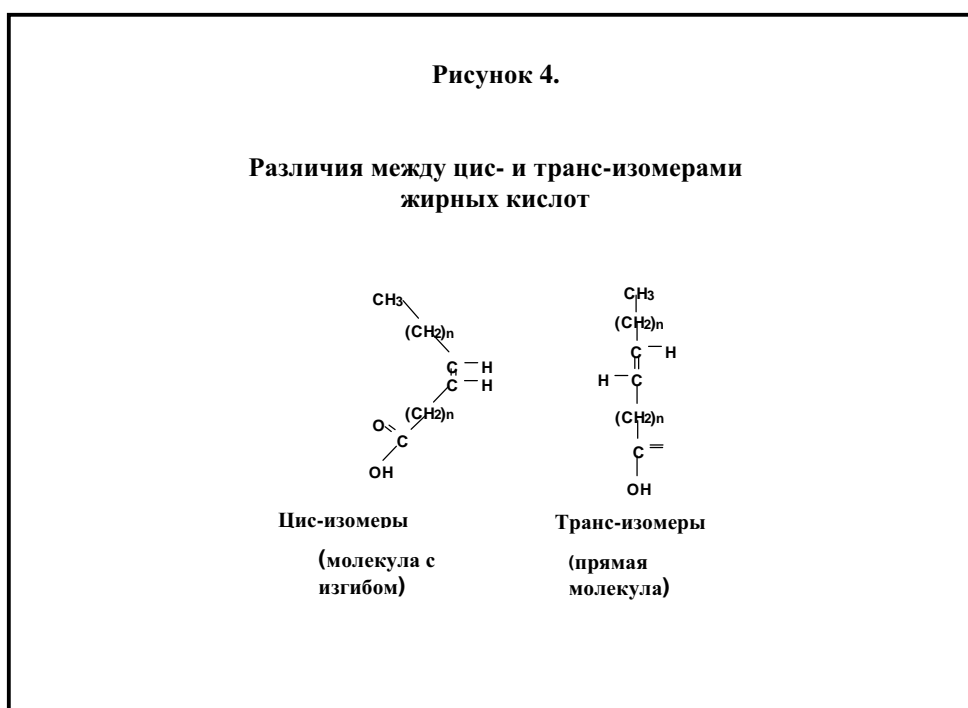 Рисунок 4.
Различия между цис- и транс-изомерами
жирных кислот
CH3
(CH2)n
C H
C H
(CH2)n
O
C
OH
CH3
(CH2)n
C H
H C
(CH2)n
C
OH
Цис-изомеры
Транс-изомеры
(молекула с
изгибом)
(прямая
молекула)